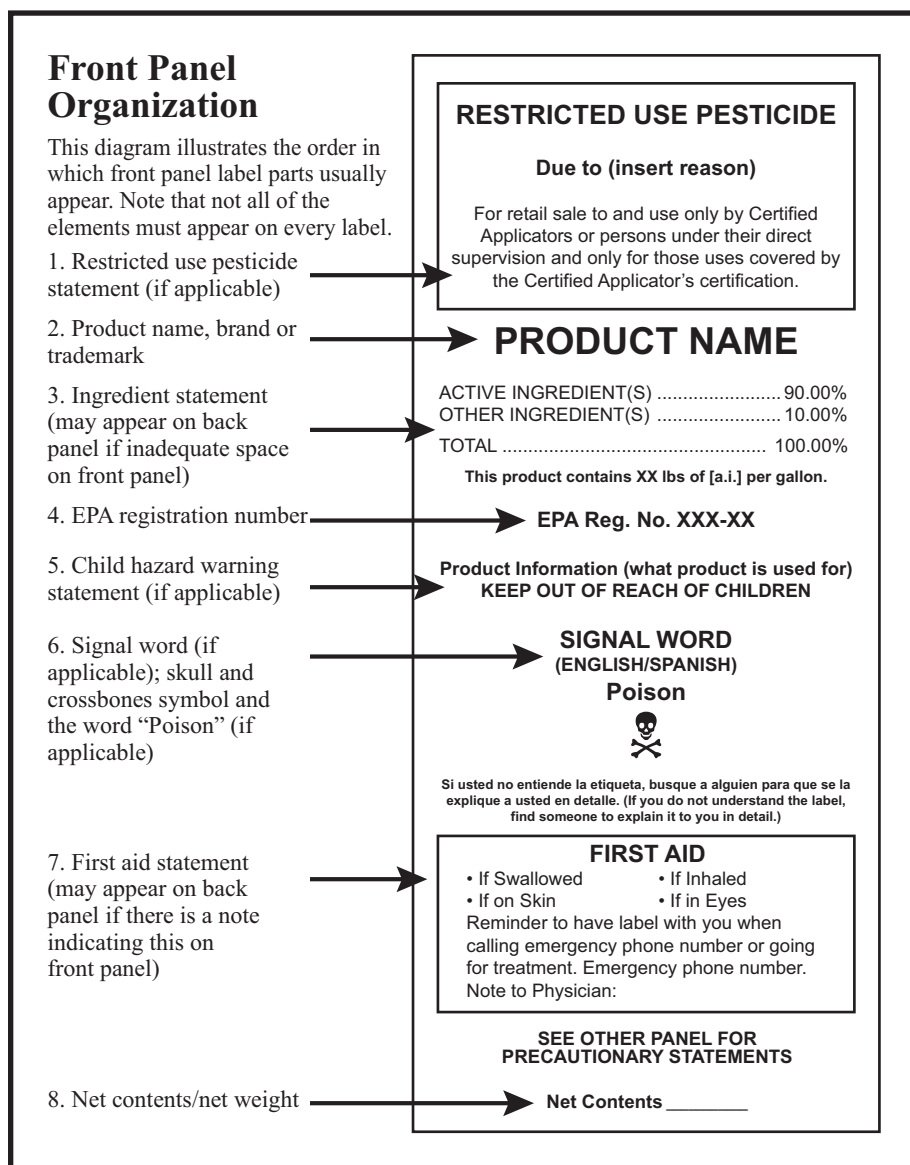 Front Panel
Organization
This diagram illustrates the order in
which front panel label parts usually
appear. Note that not all of the
elements must appear on every label.
1. Restricted use pesticide
statement (if applicable)
2. Product name, brand or
trademark
3. Ingredient statement
(may appear on back
panel if inadequate space
on front panel)
4. EPA registration number
5. Child hazard warning
statement (if applicable)
6. Signal word (if
applicable); skull and
crossbones symbol and
the word “Poison” (if
applicable)
7. First aid statement
(may appear on back
panel if there is a note
indicating this on
front panel)
8. Net contents/net weight
RESTRICTED USE PESTICIDE
Due to (insert reason)
For retail sale to and use only by Certified
Applicators or persons under their direct
supervision and only for those uses covered by
the Certified Applicator’s certification.
PRODUCT NAME
ACTIVE INGREDIENT(S) ........................ 90.00%
OTHER INGREDIENT(S) ........................ 10.00%
TOTAL .................................................. 100.00%
This product contains XX lbs of [a.i.] per gallon.
EPA Reg. No. XXX-XX
Product Information (what product is used for)
KEEP OUT OF REACH OF CHILDREN
SIGNAL WORD
(ENGLISH/SPANISH)
Poison
Si usted no entiende la etiqueta, busque a alguien para que se la
explique a usted en detalle. (If you do not understand the label,
find someone to explain it to you in detail.)
FIRST AID
• If Swallowed • If Inhaled
• If on Skin • If in Eyes
Reminder to have label with you when
calling emergency phone number or going
for treatment. Emergency phone number.
Note to Physician:
SEE OTHER PANEL FOR
PRECAUTIONARY STATEMENTS
Net Contents ________